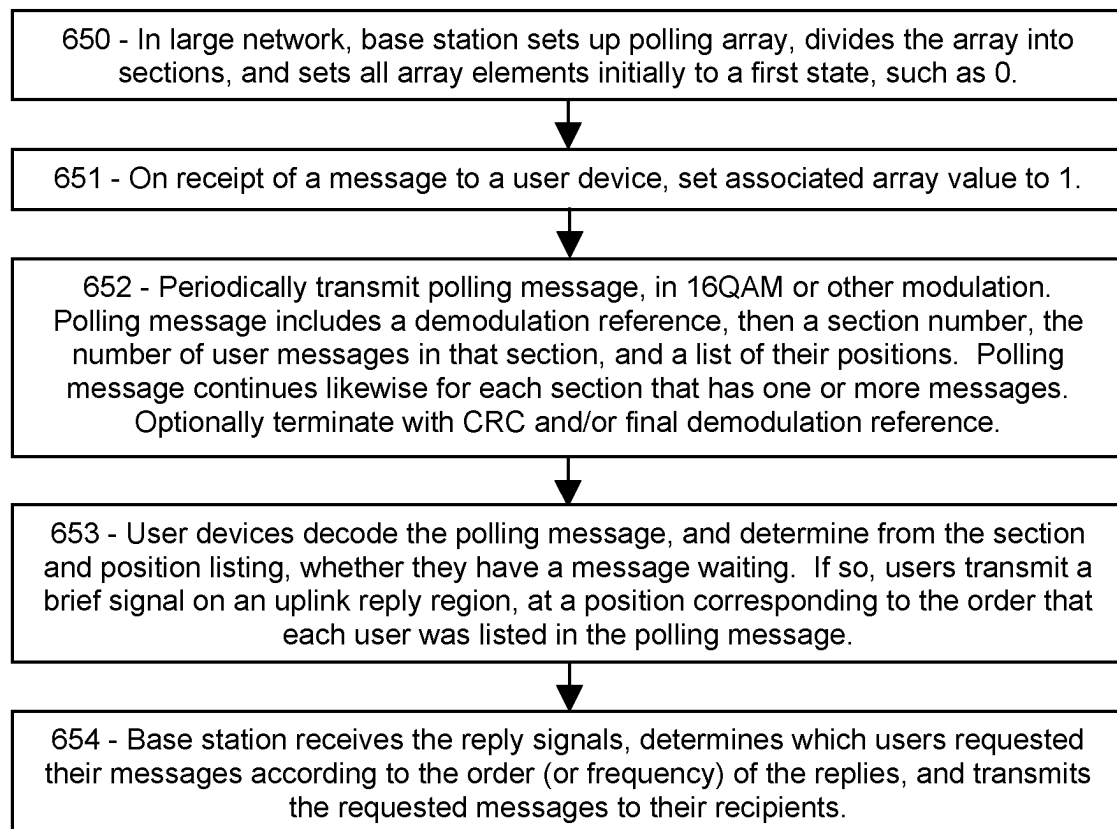 650 - In large network, base station sets up polling array, divides the array into
sections, and sets all array elements initially to a first state, such as 0.
651 - On receipt of a message to a user device, set associated array value to 1.
652 - Periodically transmit polling message, in 16QAM or other modulation.
Polling message includes a demodulation reference, then a section number, the
number of user messages in that section, and a list of their positions.  Polling
message continues likewise for each section that has one or more messages.
Optionally terminate with CRC and/or final demodulation reference.
653 - User devices decode the polling message, and determine from the section
and position listing, whether they have a message waiting.  If so, users transmit a
brief signal on an uplink reply region, at a position corresponding to the order that
each user was listed in the polling message.
654 - Base station receives the reply signals, determines which users requested
their messages according to the order (or frequency) of the replies, and transmits
the requested messages to their recipients.